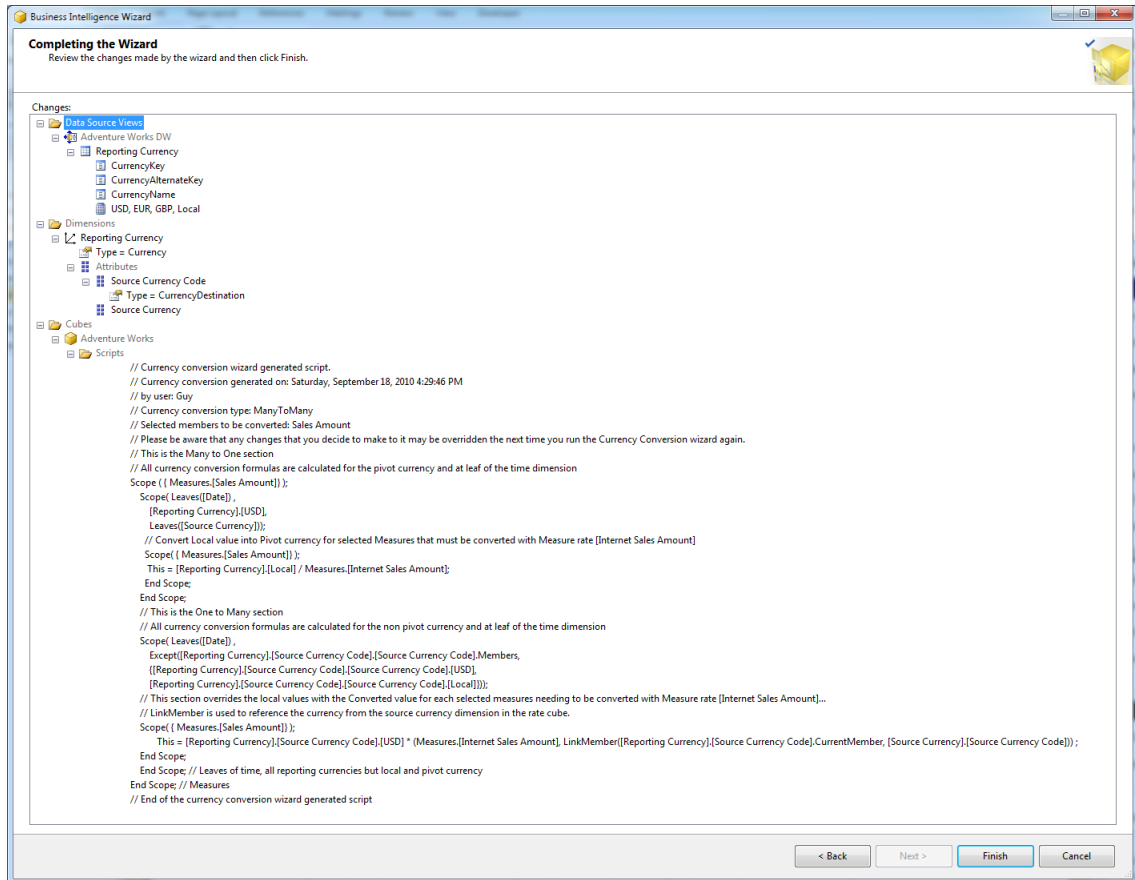 Business Intelligence Wizard
Completing the Wizard
Review the changes made by the wizard and then click Finish.
Changes:
Data Source Views
Adventure Works DW
Reporting Currency
CurrencyKey
CurrencyAlternateKey
CurrencyName
USD, EUR, GBP, Local
Dimensions
Reporting Currency
Type = Currency
Attributes
Source Currency Code
Type = CurrencyDestination
Source Currency
Cubes
Adventure Works
Scripts
// Currency conversion wizard generated script.
// Currency conversion generated on: Saturday, September 18, 2010 4:29:46 PM
// by user: Guy
// Currency conversion type: ManyToMany
// Selected members to be converted: Sales Amount
// Please be aware that any changes that you decide to make to it may be overridden the next time you run the Currency Conversion wizard again.
// This is the Many to One section
// All currency conversion formulas are calculated for the pivot currency and at leaf of the time dimension
Scope ( { Measures.[Sales Amount]} );
Scope( Leaves([Date]) ,
[Reporting Currency].[USD],
Leaves([Source Currency]));
// Convert Local value into Pivot currency for selected Measures that must be converted with Measure rate [Internet Sales Amount]
Scope( { Measures.[Sales Amount]} );
This = [Reporting Currency].[Local] / Measures.[Internet Sales Amount];
End Scope;
End Scope;
// This is the One to Many section
// All currency conversion formulas are calculated for the non pivot currency and at leaf of the time dimension
Scope( Leaves([Date]) ,
Except([Reporting Currency].[Source Currency Code].[Source Currency Code].Members,
{[Reporting Currency].[Source Currency Code].[Source Currency Code].[USD],
[Reporting Currency].[Source Currency Code].[Source Currency Code].[Local]}));
// This section overrides the local values with the Converted value for each selected measures needing to be converted with Measure rate [Internet Sales Amount]...
// LinkMember is used to reference the currency from the source currency dimension in the rate cube.
Scope( { Measures.[Sales Amount]} );
This = [Reporting Currency].[Source Currency Code].[USD] * (Measures.[Internet Sales Amount], LinkMember([Reporting Currency].[Source Currency Code].CurrentMember, [Source Currency].[Source Currency Code])) ;
End Scope;
End Scope; // Leaves of time, all reporting currencies but local and pivot currency
End Scope; // Measures
// End of the currency conversion wizard generated script
< Back
Next >
Finish
Cancel